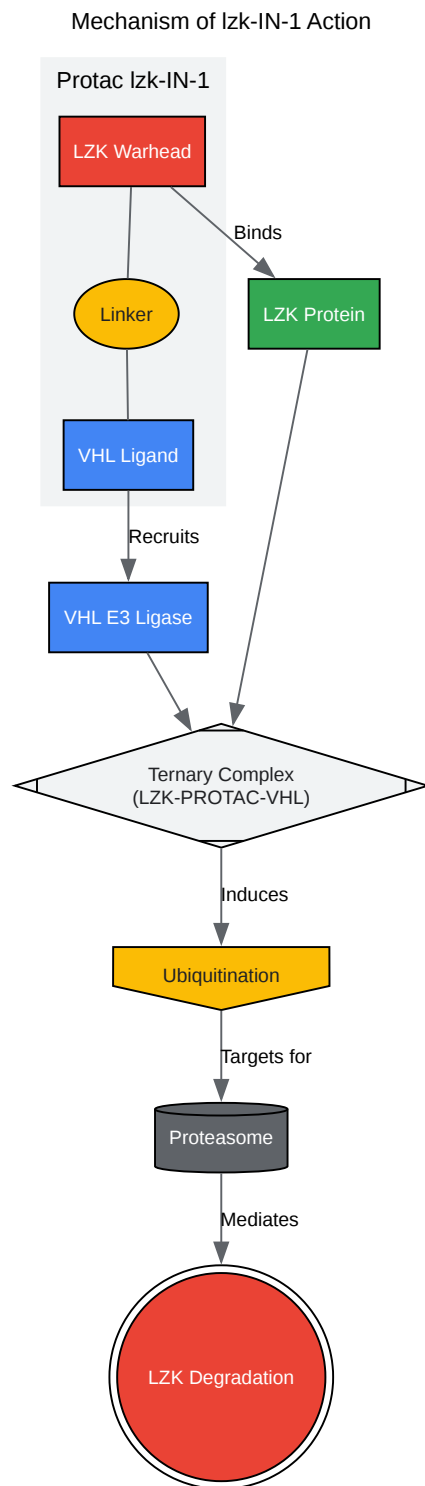 Mechanism of lzk-IN-1 Action
Protac lzk-IN-1
LZK Warhead
Binds
Linker
LZK Protein
VHL Ligand
Recruits
VHL E3 Ligase
Ternary Complex
(LZK-PROTAC-VHL)
Induces
Ubiquitination
Targets for
Proteasome
Mediates
LZK Degradation